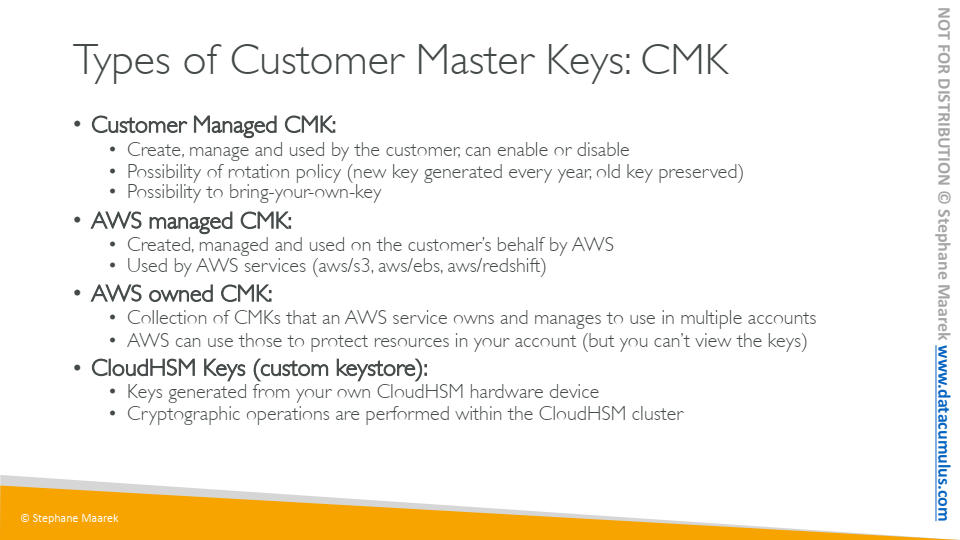 Types of Customer Master Keys: CMK
• Customer Managed CMK:
• Create, manage and used by the customer, can enable or disable
• Possibility of rotation policy (new key generated every year, old key preserved)
• Possibility to bring-your-own-key
• AWS managed CMK:
• Created, managed and used on the customer's behalf by AWS
• Used by AWS services (aws/s3, aws/ebs, aws/redshift)
• AWS owned CMK:
• Collection of CMKs that an AWS service owns and manages to use in multiple accounts
• AWS can use those to protect resources in your account (but you can't view the keys)
• CloudHSM Keys (custom keystore):
• Keys generated from your own CloudHSM hardware device
• Cryptographic operations are performed within the CloudHSM cluster
© Stephane Maarek
NOT FOR DISTRIBUTION © Stephane Maarek www.datacumulus.com